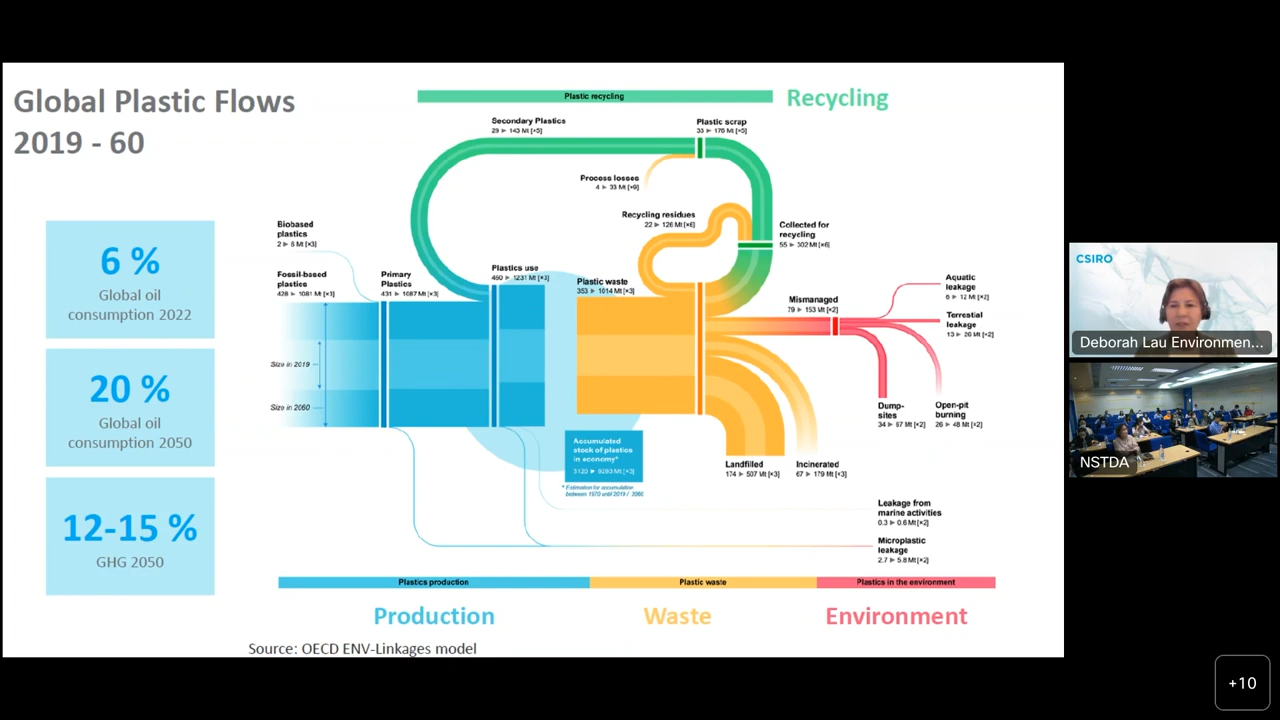 Global Plastic Flows
2019 - 60
Plastic recycling
Recycling
Secondary Plastics
29 ► 143 Mt [×5]
Plastic scrap
33 ► 176 Mt [×5]
Process losses
4 ► 33 Mt [×9]
Recycling residues
22 ► 126 Mt [×6]
Collected for
recycling
55 ► 302 Mt [×6]
Biobased
plastics
2 ► 6 Mt [×3]
Fossil-based
plastics
428 ► 1081 Mt [×3]
Primary
Plastics
431 ► 1087 Mt [×3]
Plastics use
460 ► 1231 Mt [×3]
Plastic waste
353 ► 1014 Mt [×3]
Mismanaged
79 ► 153 Mt [×2]
Aquatic
leakage
6 ► 12 Mt [×2]
Terrestial
leakage
13 ► 26 Mt [×2]
Size in 2019
Size in 2060
Dump-
sites
34 ► 67 Mt [×2]
Open-pit
burning
26 ► 48 Mt [×2]
Accumulated
stock of plastics
in economy*
3120 ► 9293 Mt [×3]
* Estimation for accumulation
between 1970 until 2019 / 2060
Landfilled
174 ► 507 Mt [×3]
Incinerated
67 ► 179 Mt [×3]
Leakage from
marine activities
0.3 ► 0.6 Mt [×2]
Microplastic
leakage
2.7 ► 5.8 Mt [×2]
6 %
Global oil
consumption 2022
20 %
Global oil
consumption 2050
12-15 %
GHG 2050
Plastics production
Plastic waste
Plastics in the environment
Production
Waste
Environment
Source: OECD ENV-Linkages model
CSIRO
Deborah Lau Environmen...
NSTDA
+10